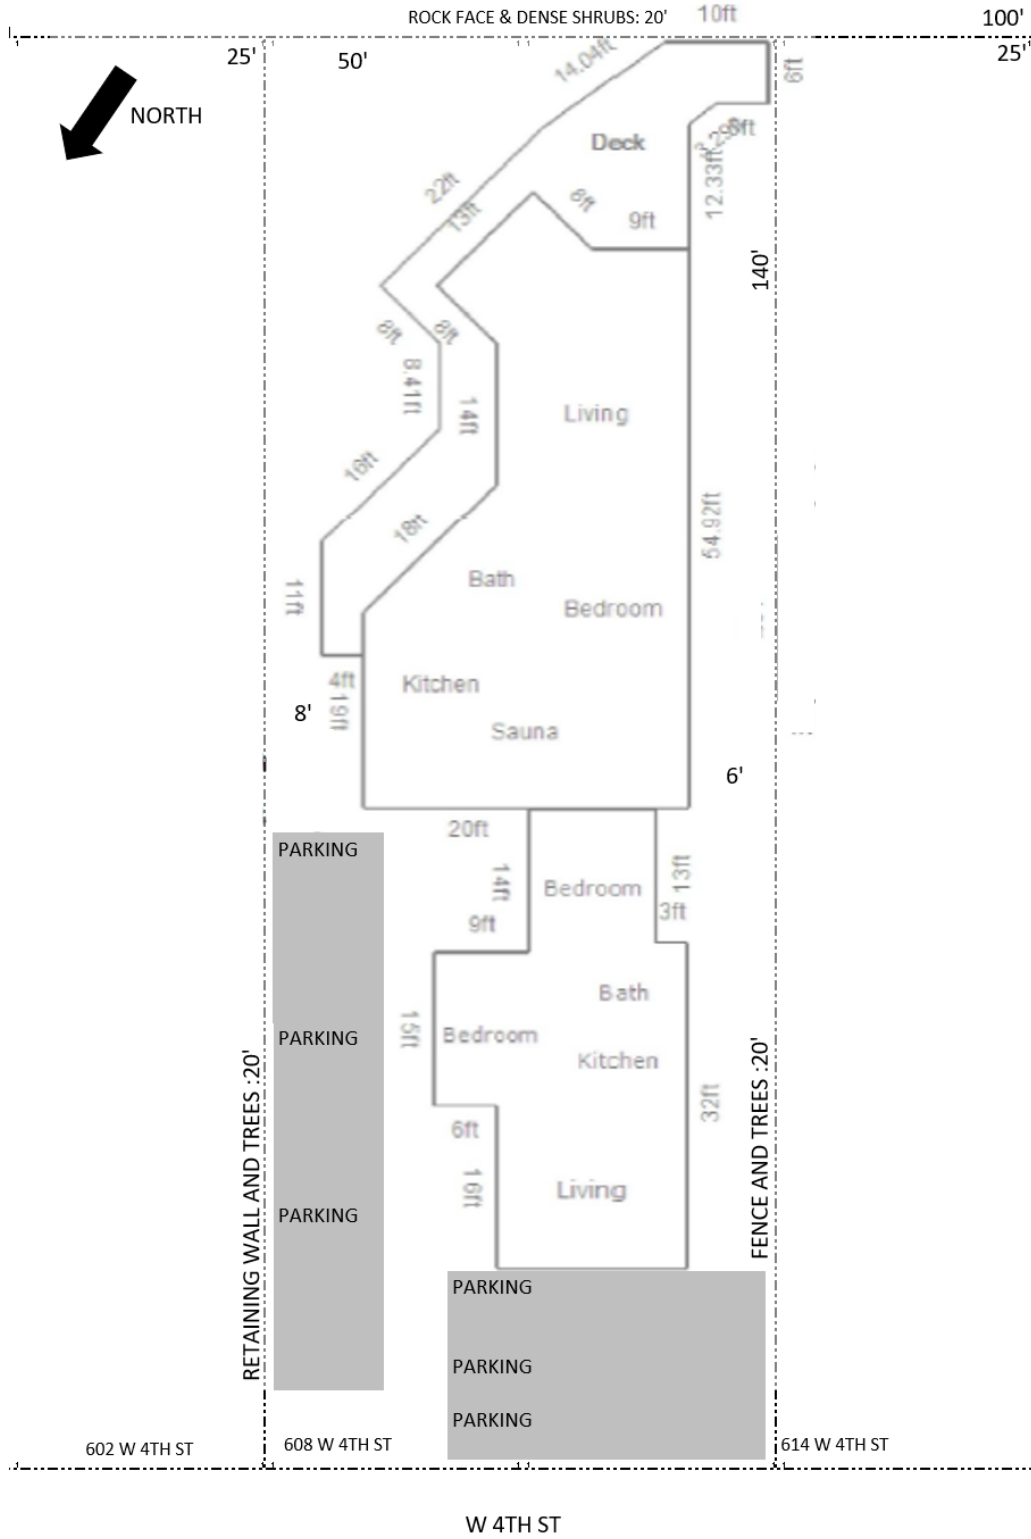 10ft
ROCK FACE & DENSE SHRUBS: 20'
100'
25'
50'
25'
14.04ft
6ft
NORTH
Deck
12.33ft
22ft
13ft
6ft
9ft
140'
8ft
8ft
8.41ft
14ft
Living
16ft
18ft
54.92ft
Bath
11ft
Bedroom
4ft
Kitchen
19ft
8'
Sauna
6'
20ft
PARKING
14ft
Bedroom
13ft
3ft
9ft
Bath
15ft
Bedroom
PARKING
Kitchen
RETAINING WALL AND TREES :20'
FENCE AND TREES :20'
32ft
6ft
16ft
Living
PARKING
PARKING
PARKING
PARKING
602 W 4TH ST
608 W 4TH ST
614 W 4TH ST
W 4TH ST